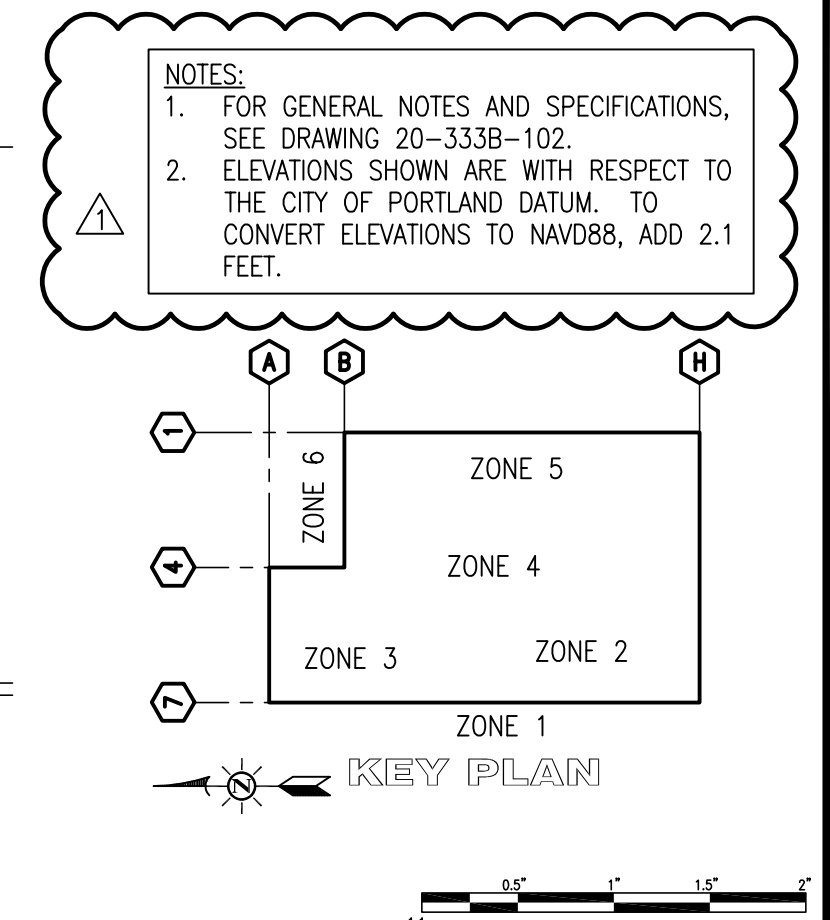 NOTES:
1. FOR GENERAL NOTES AND SPECIFICATIONS,
SEE DRAWING 20-333B-102.
2. ELEVATIONS SHOWN ARE WITH RESPECT TO
THE CITY OF PORTLAND DATUM. TO
CONVERT ELEVATIONS TO NAVD88, ADD 2.1
FEET.
1
A B H
1
ZONE 5
ZONE 6
4
ZONE 4
ZONE 3
ZONE 2
7
ZONE 1
N
KEY PLAN
0.5" 1" 1.5" 2"